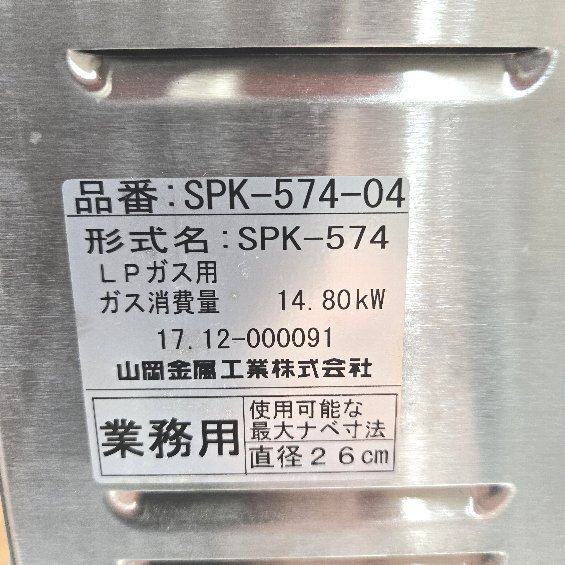 品番:SPK-574-04
形式名:SPK-574
LPガス用
ガス消費量 14.80kW
17.12-000091
山岡金属工業株式会社
業務用
使用可能な
最大ナベ寸法
直径26cm